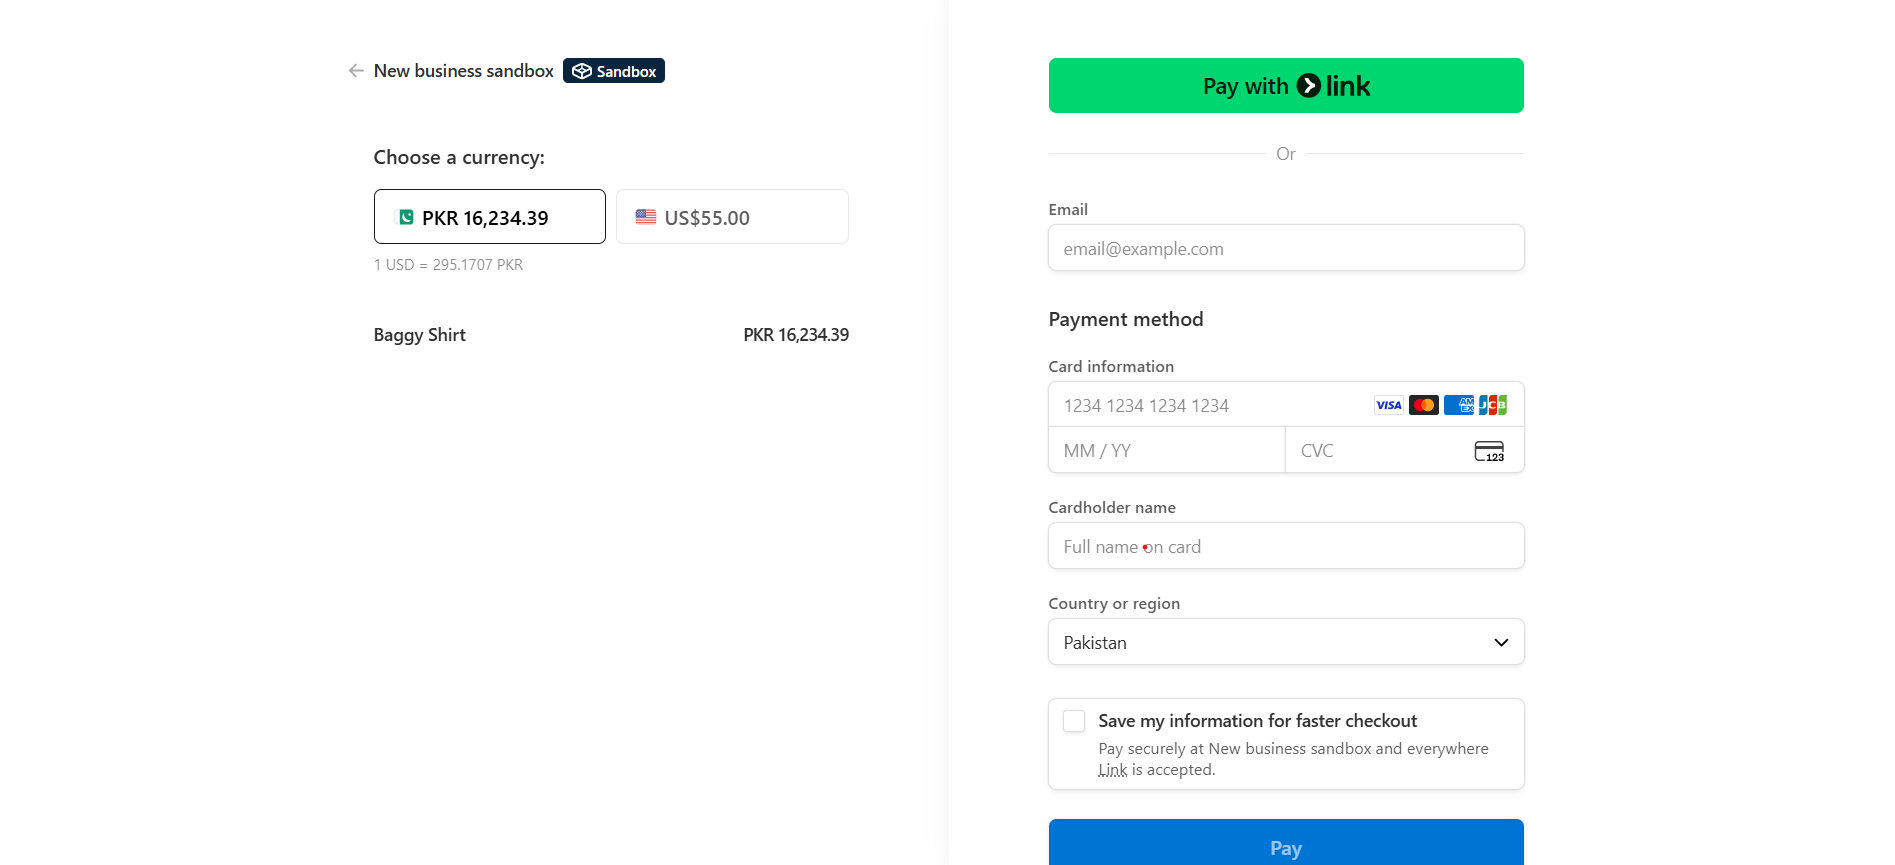 New business sandbox
Sandbox
Choose a currency:
PKR 16,234.39
US$55.00
1 USD = 295.1707 PKR
Baggy Shirt
PKR 16,234.39
Pay with link
Or
Email
email@example.com
Payment method
Card information
1234 1234 1234 1234
VISA
AM EX
JCB
MM / YY
CVC
123
Cardholder name
Full name on card
Country or region
Pakistan
Save my information for faster checkout
Pay securely at New business sandbox and everywhere
Link is accepted.
Pay